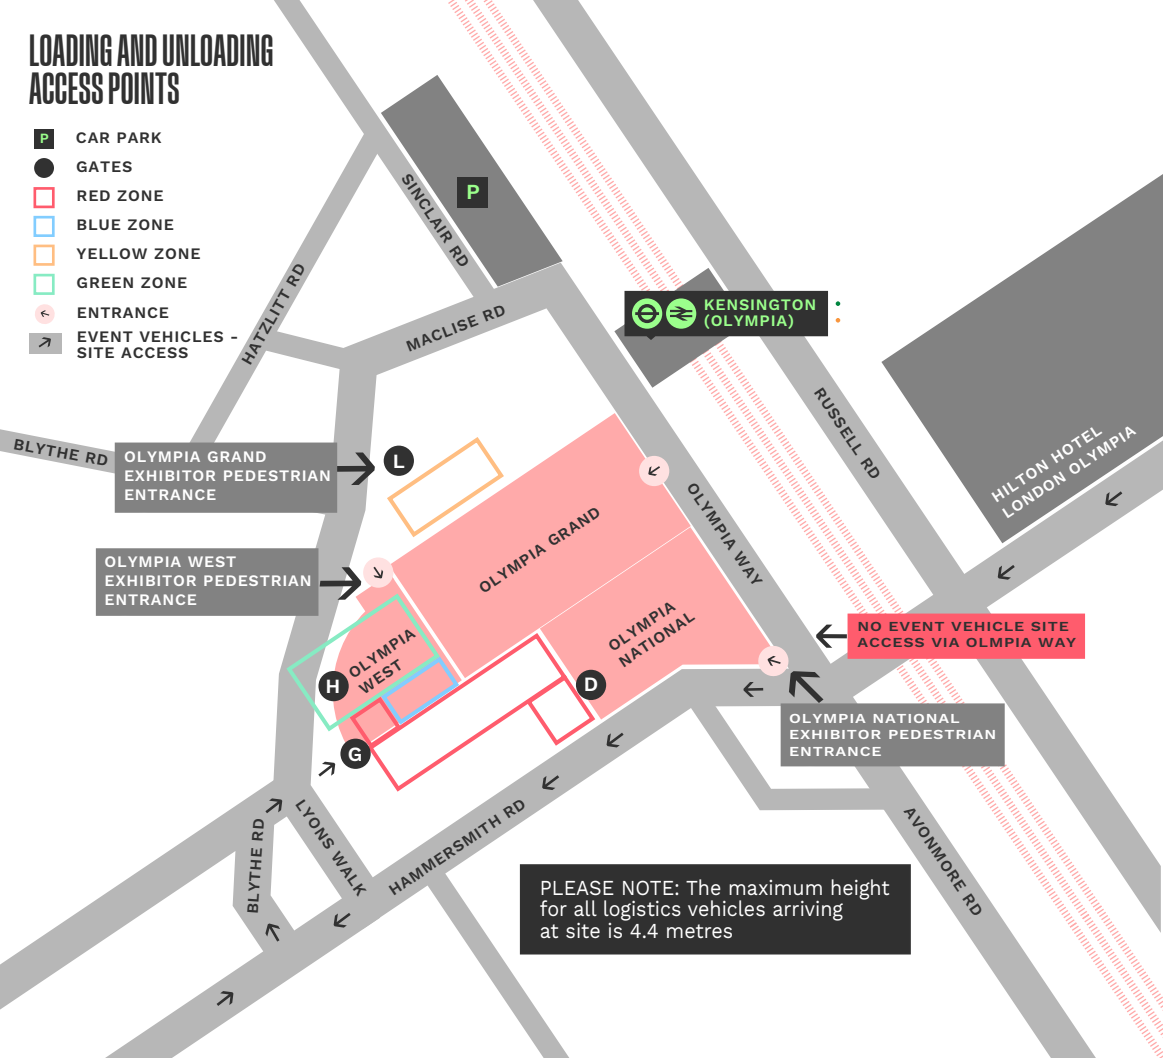 LOADING AND UNLOADING
ACCESS POINTS
P CAR PARK
GATES
RED ZONE
BLUE ZONE
YELLOW ZONE
GREEN ZONE
ENTRANCE
EVENT VEHICLES -
SITE ACCESS
P
SINCLAIR RD
HATZLITT RD
MACLISE RD
KENSINGTON
(OLYMPIA)
RUSSELL RD
HILTON HOTEL
LONDON OLYMPIA
BLYTHE RD
OLYMPIA GRAND
EXHIBITOR PEDESTRIAN
ENTRANCE
L
OLYMPIA GRAND
OLYMPIA WAY
OLYMPIA WEST
EXHIBITOR PEDESTRIAN
ENTRANCE
OLYMPIA
NATIONAL
OLYMPIA
WEST
NO EVENT VEHICLE SITE
ACCESS VIA OLMPIA WAY
H
D
G
OLYMPIA NATIONAL
EXHIBITOR PEDESTRIAN
ENTRANCE
LYONS WALK
BLYTHE RD
HAMMERSMITH RD
AVONMORE RD
PLEASE NOTE: The maximum height
for all logistics vehicles arriving
at site is 4.4 metres